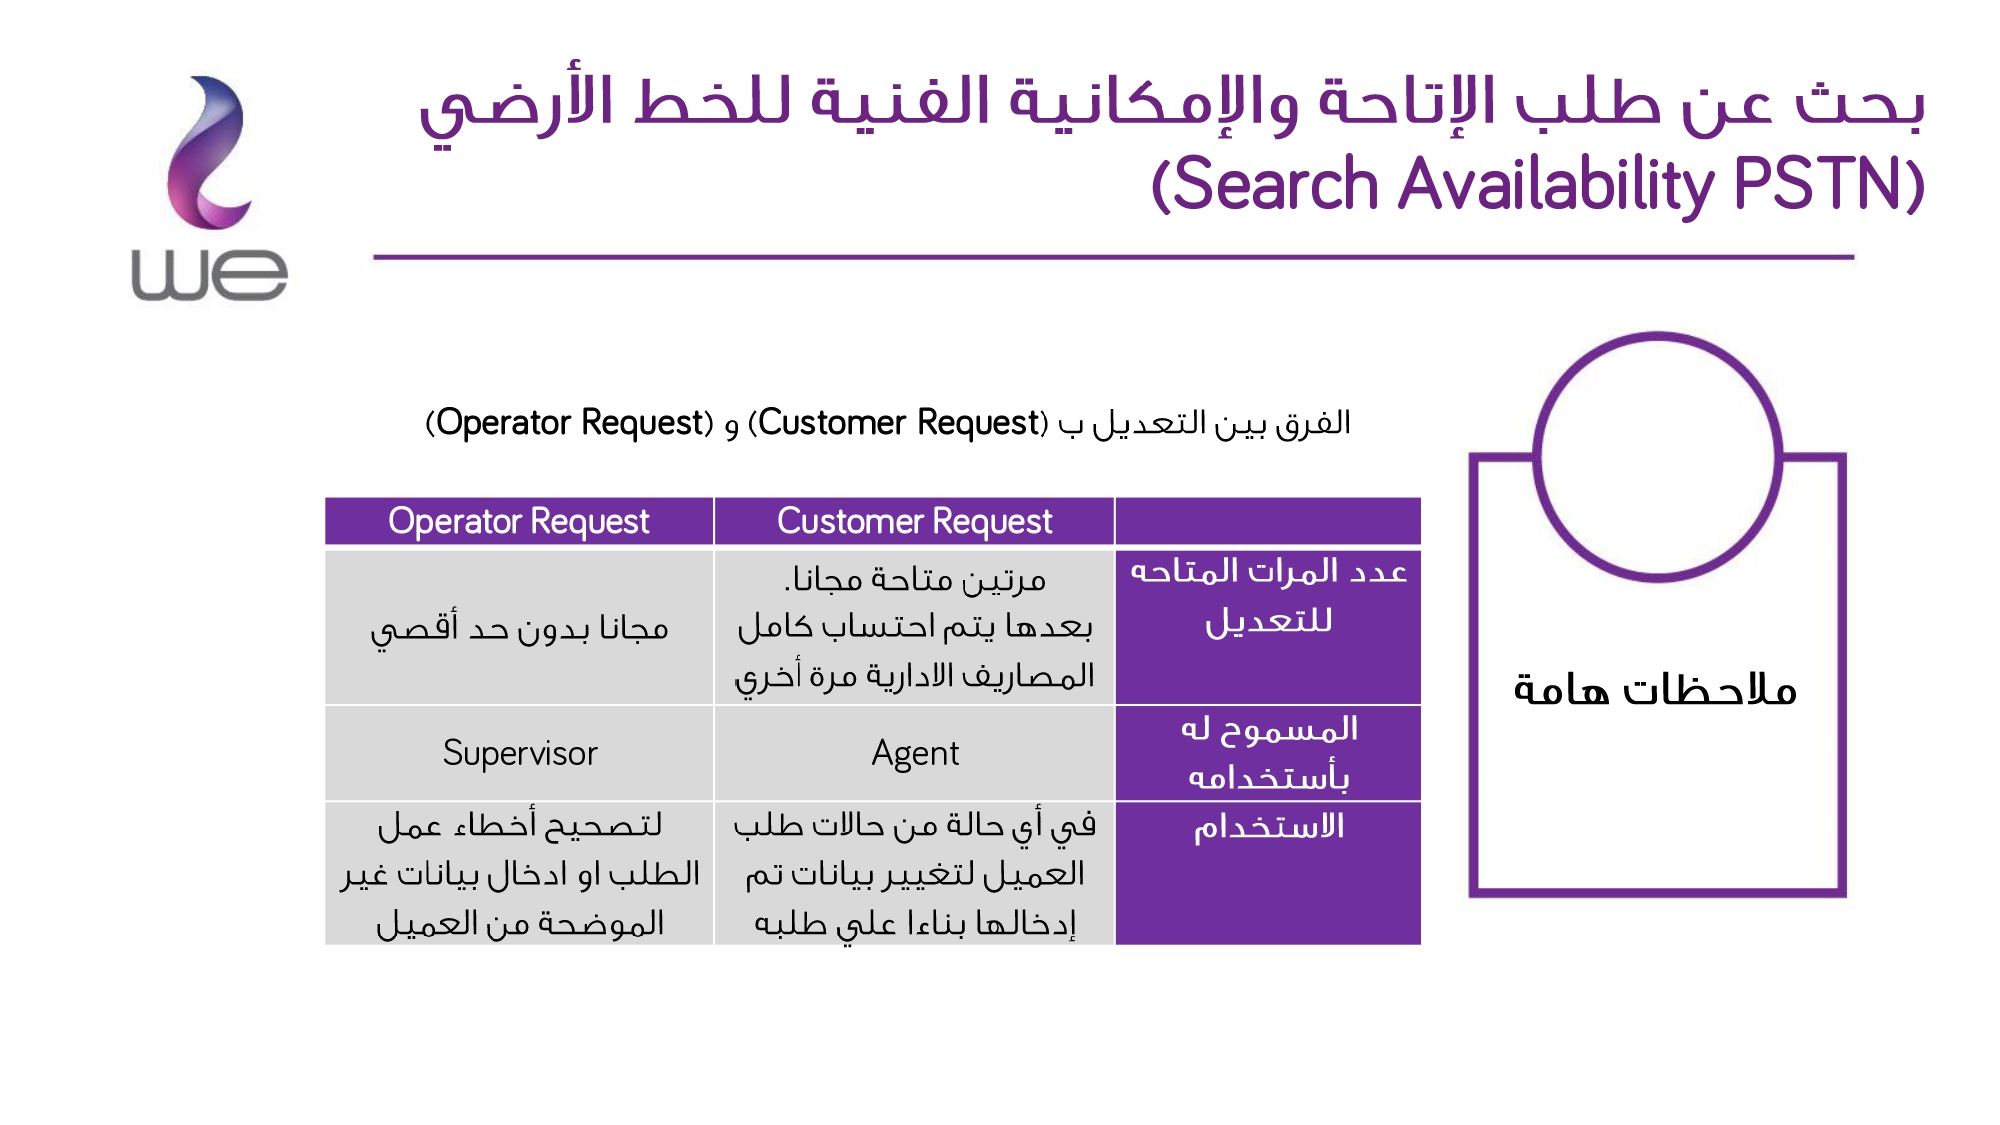 بحث عن طلب الإتاحة والإمكانية الفنية للخط الأرضي
(Search Availability PSTN)
we
الفرق بين التعديل ب (Customer Request) و (Operator Request)
Customer Request
Operator Request
عدد المرات المتاحه
للتعديل
مرتين متاحة مجانا.
بعدها يتم احتساب كامل
المصاريف الادارية مرة أخري
مجانا بدون حد أقصي
المسموح له
بأستخدامه
Agent
Supervisor
الاستخدام
في أي حالة من حالات طلب
العميل لتغيير بيانات تم
إدخالها بناءا علي طلبه
لتصحيح أخطاء عمل
الطلب او ادخال بيانات غير
الموضحة من العميل
ملاحظات هامة